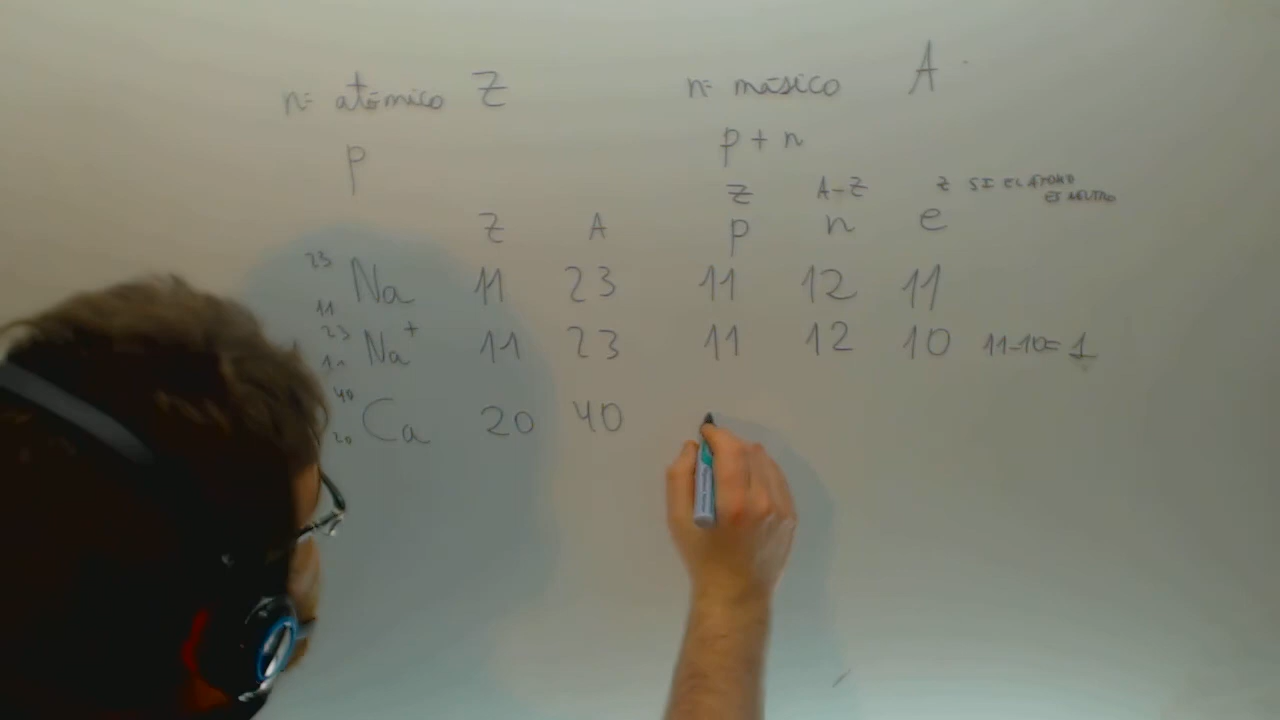 nº atómico Z
nº másico A
p
p + n
Z A-Z Z SI EL ÁTOMO
ES NEUTRO
Z A p n e
23
11 Na 11 23 11 12 11
23
Na+ 11 23 11 12 10 11-10= 1
40
20 Ca 20 40